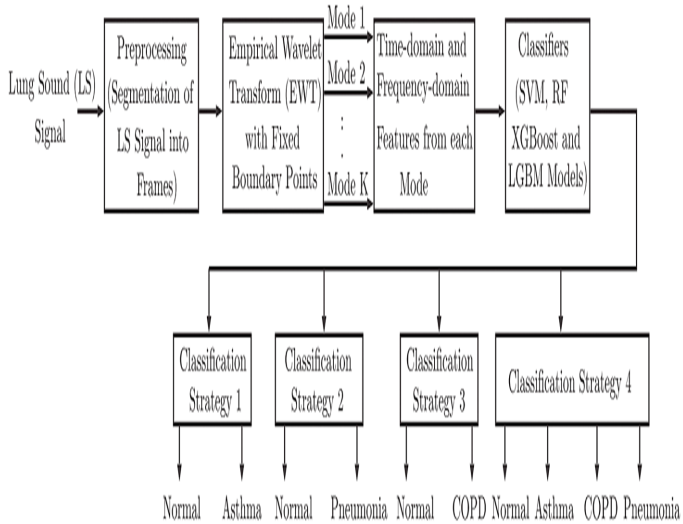 Lung Sound (LS)
Signal
Preprocessing
(Segmentation of
LS Signal into
Frames)
Empirical Wavelet
Transform (EWT)
with Fixed
Boundary Points
Mode 1
Mode 2
:
.
Mode K
Time-domain and
Frequency-domain
Features from each
Mode
Classifiers
(SVM, RF
XGBoost and
LGBM Models)
Classification
Strategy 1
Classification
Strategy 2
Classification
Strategy 3
Classification Strategy 4
Normal Asthma Normal Pneumonia Normal COPD Normal Asthma COPD Pneumonia